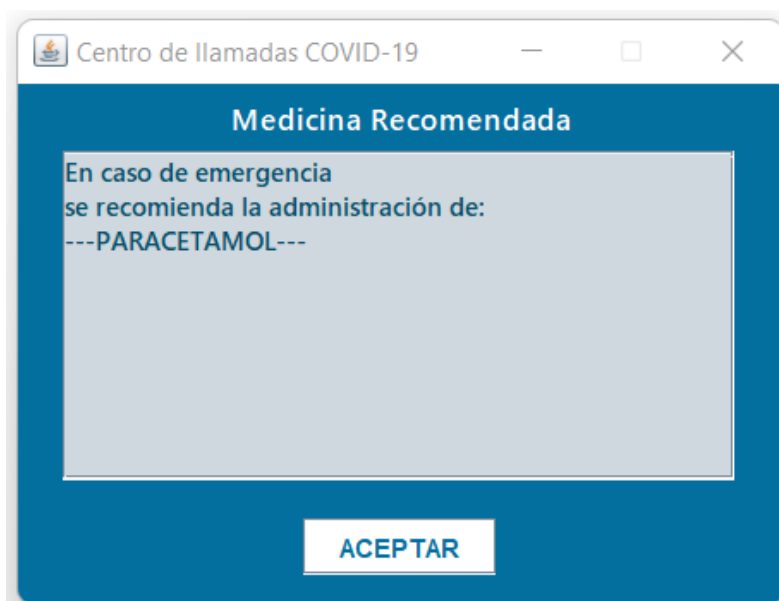 Centro de llamadas COVID-19
Medicina Recomendada
En caso de emergencia
se recomienda la administración de:
---PARACETAMOL---
ACEPTAR